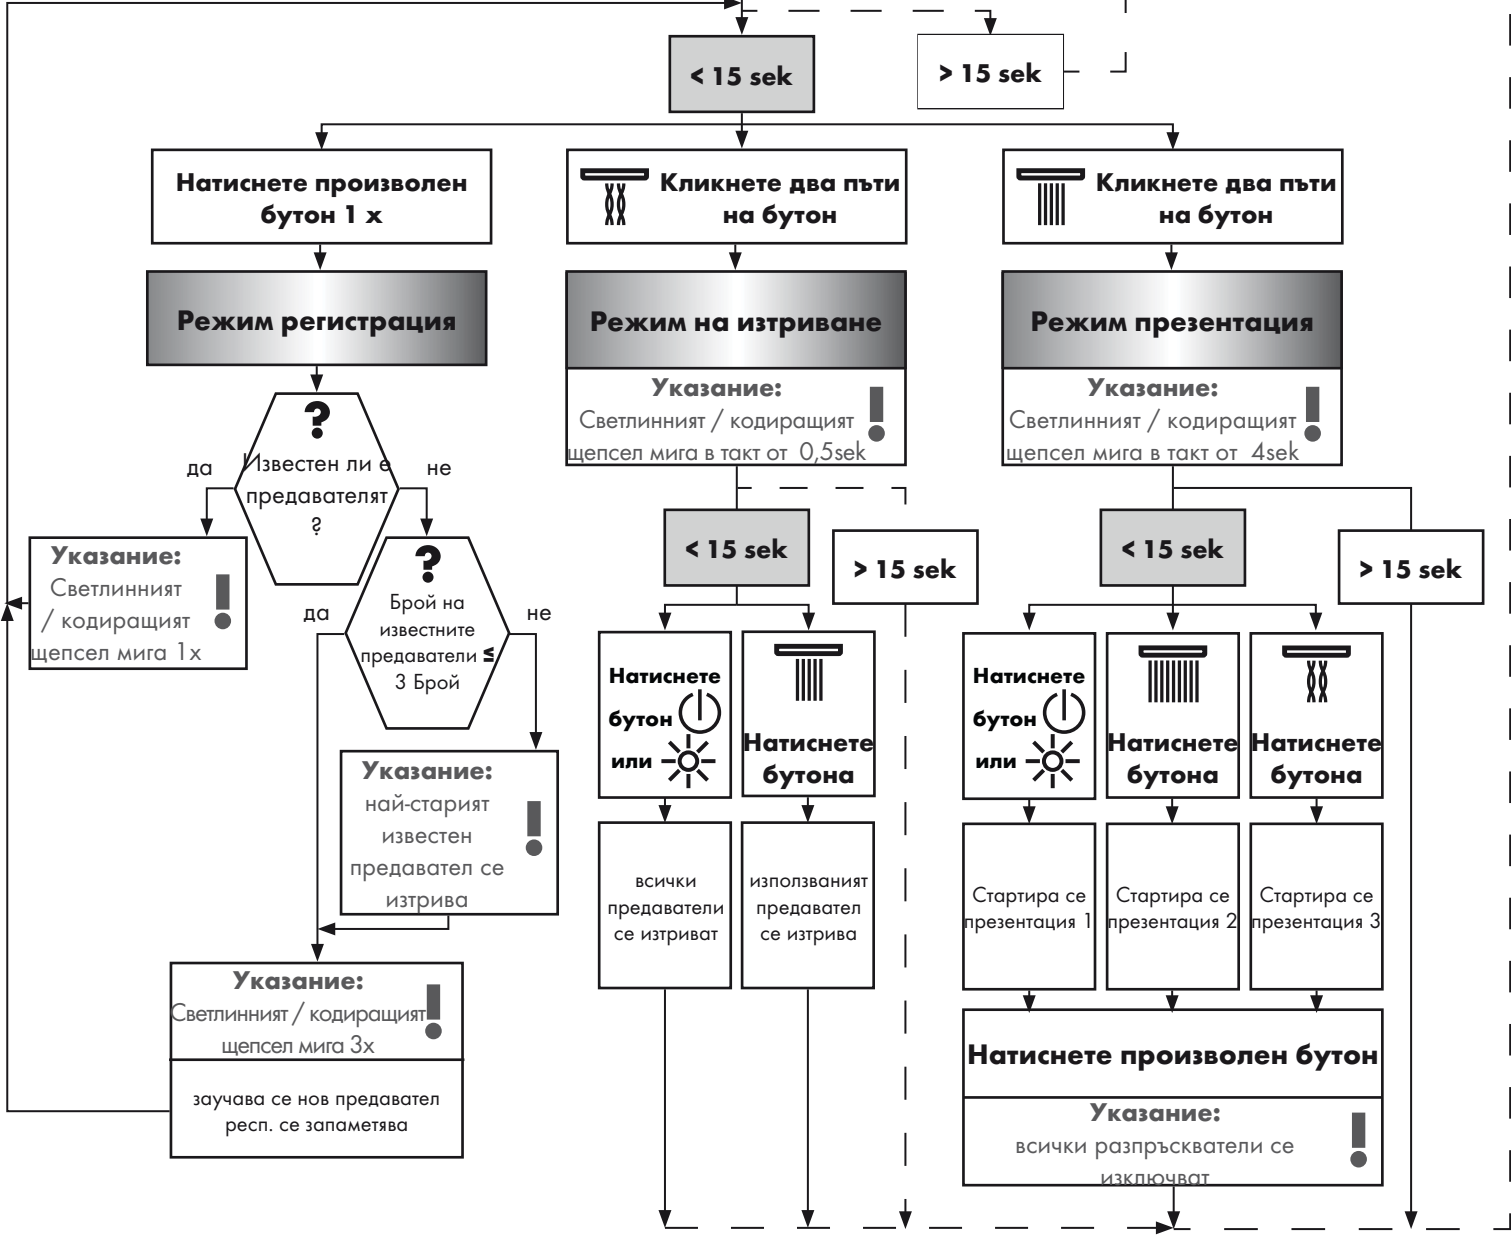 < 15 sek
> 15 sek
Натиснете произволен
бутон 1 x
Кликнете два пъти
на бутон
Кликнете два пъти
на бутон
Режим регистрация
Режим на изтриване
Указание:
Светлинният / кодиращият
щепсел мига в такт от 0,5sek
Режим презентация
Указание:
Светлинният / кодиращият
щепсел мига в такт от 4sek
?
Известен ли е
предавателят
?
да
не
Указание:
Светлинният
/ кодиращият
щепсел мига 1x
?
Брой на
известните
предаватели ≤
3 Брой
да
не
Указание:
най-старият
известен
предавател се
изтрива
Указание:
Светлинният / кодиращият
щепсел мига 3x
заучава се нов предавател
респ. се запаметява
< 15 sek
> 15 sek
Натиснете
бутон
или
Натиснете
бутона
всички
предаватели
се изтриват
използваният
предавател
се изтрива
< 15 sek
> 15 sek
Натиснете
бутон
или
Натиснете
бутона
Натиснете
бутона
Стартира се
презентация 1
Стартира се
презентация 2
Стартира се
презентация 3
Натиснете произволен бутон
Указание:
всички разпръскватели се
изключват